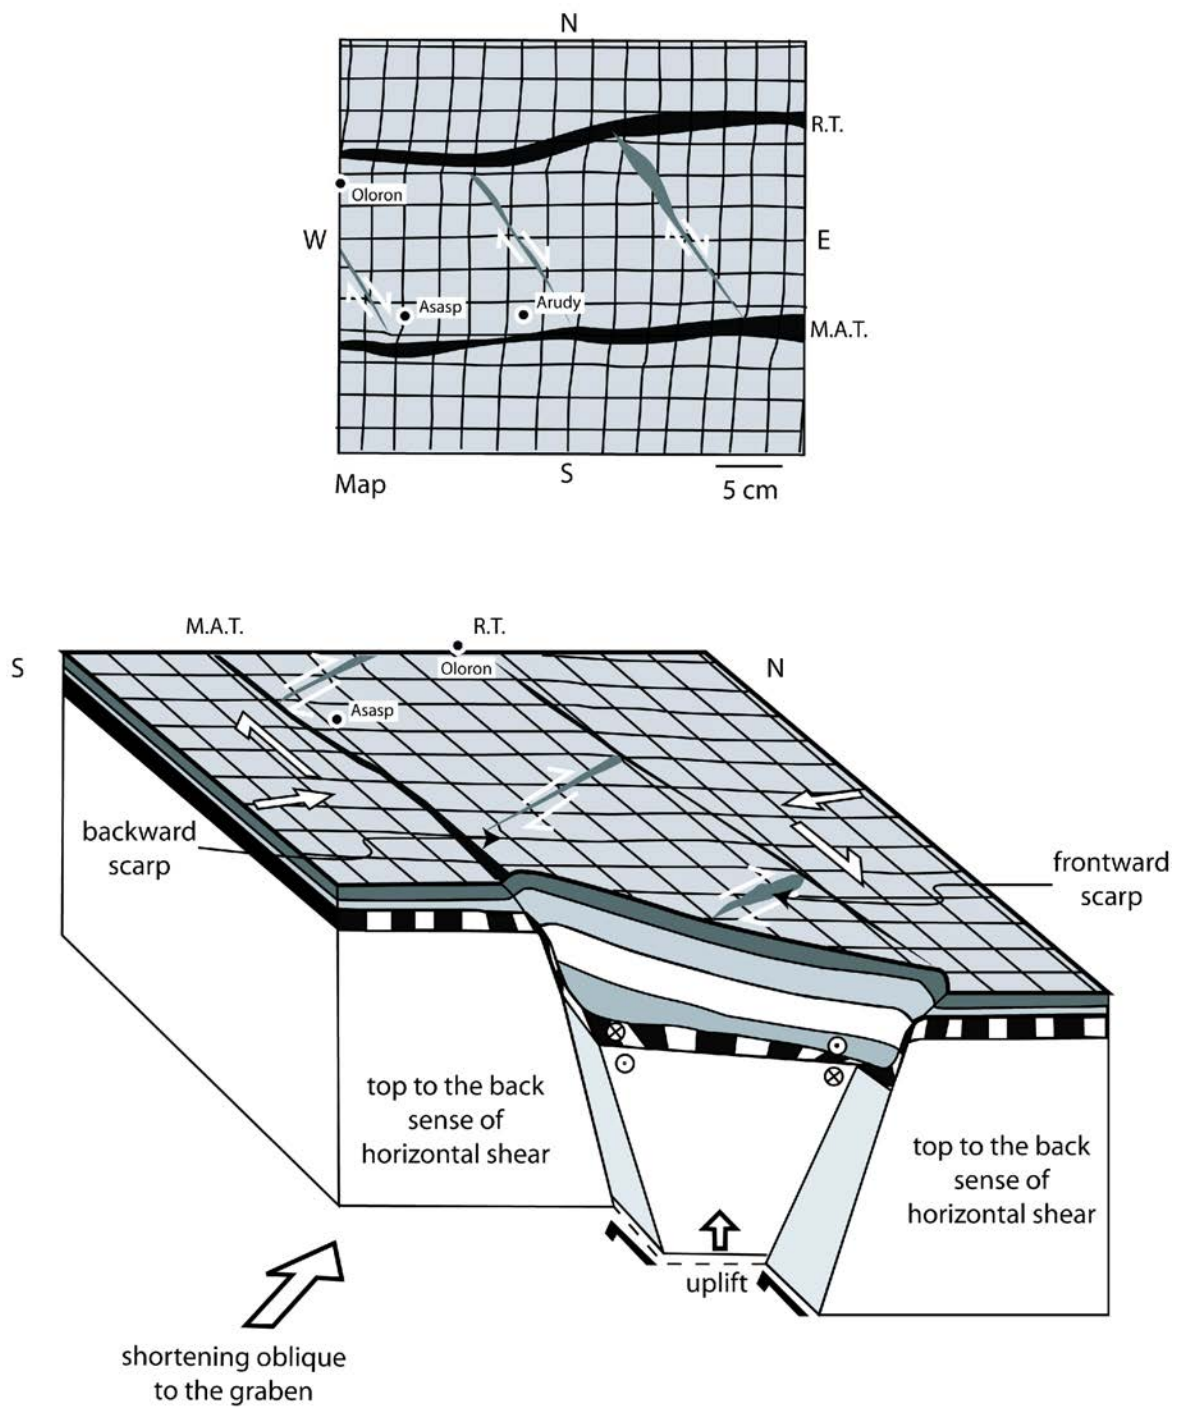 N
R.T.
Oloron
W
E
Asasp
Arudy
M.A.T.
Map
S
5 cm
M.A.T.
R.T.
S
Oloron
N
Asasp
backward
scarp
frontward
scarp
top to the back
sense of
horizontal shear
top to the back
sense of
horizontal shear
uplift
shortening oblique
to the graben